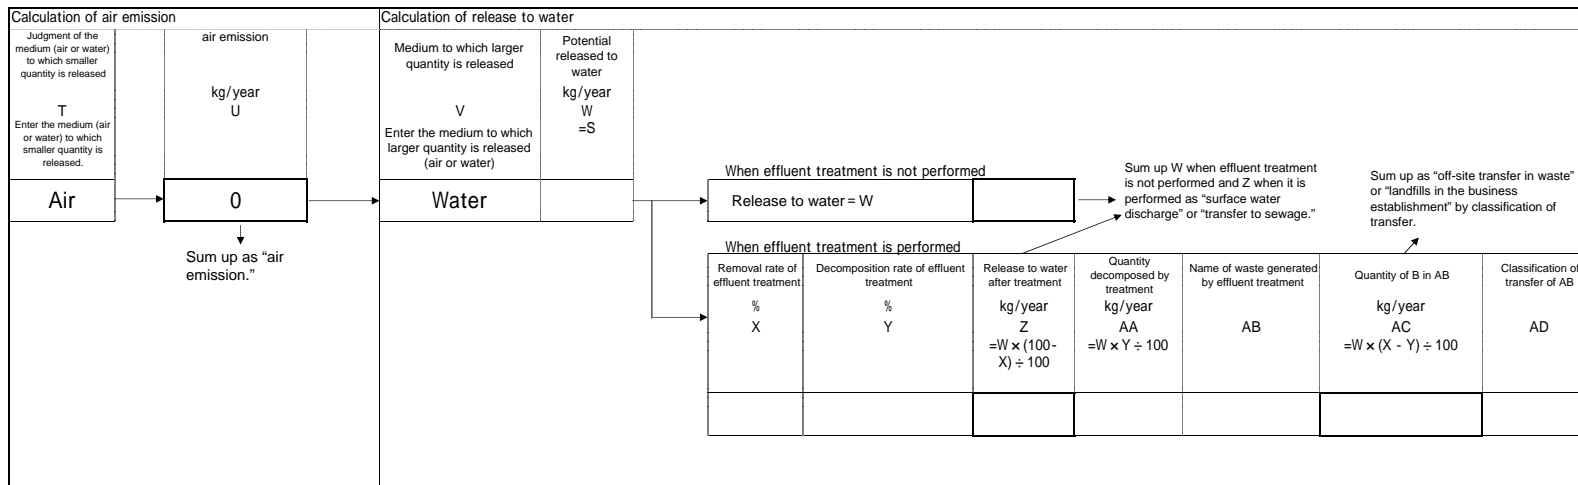 Calculation of air emission
Calculation of release to water
Judgment of the
medium (air or water)
to which smaller
quantity is released
T
Enter the medium (air
or water) to which
smaller quantity is
released.
air emission
kg/year
U
Medium to which larger
quantity is released
V
Enter the medium to which
larger quantity is released
(air or water)
Potential
released to
water
kg/year
W
=S
Air
0
Water
Sum up as “air
emission.”
When effluent treatment is not performed
Release to water = W
Sum up W when effluent treatment
is not performed and Z when it is
performed as “surface water
discharge” or “transfer to sewage.”
Sum up as “off-site transfer in waste”
or “landfills in the business
establishment” by classification of
transfer.
When effluent treatment is performed
Removal rate of
effluent treatment
%
X
Decomposition rate of effluent
treatment
%
Y
Release to water
after treatment
kg/year
Z
=W × (100-
X) ÷ 100
Quantity
decomposed by
treatment
kg/year
AA
=W × Y ÷ 100
Name of waste generated
by effluent treatment
AB
Quantity of B in AB
kg/year
AC
=W × (X - Y) ÷ 100
Classification of
transfer of AB
AD